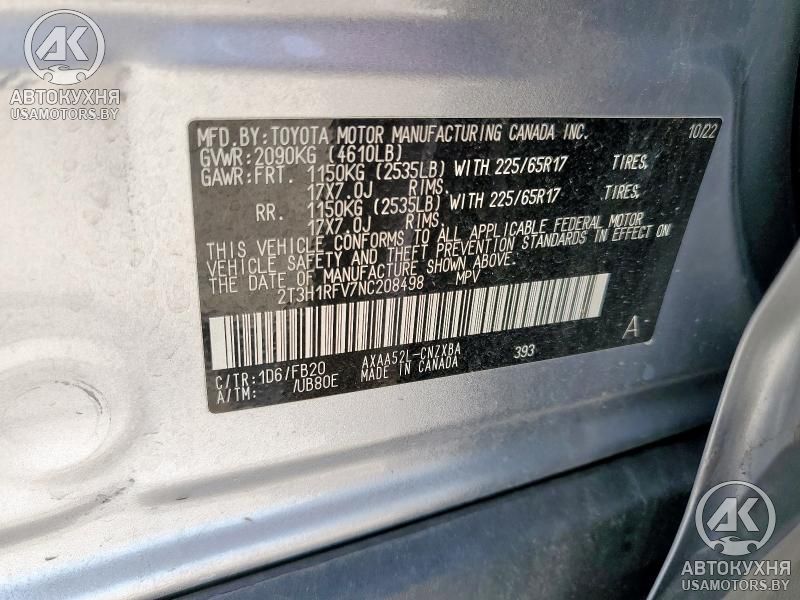 AK
АВТОКУХНЯ
USAMOTORS.BY
MFD. BY: TOYOTA MOTOR MANUFACTURING CANADA INC. 10/22
GVWR: 2090KG (4610LB)
GAWR: FRT. 1150KG (2535LB) WITH 225/65R17 TIRES,
17X7.0J RIMS.
RR. 1150KG (2535LB) WITH 225/65R17 TIRES,
17X7.0J RIMS.
THIS VEHICLE CONFORMS TO ALL APPLICABLE FEDERAL MOTOR
VEHICLE SAFETY AND THEFT PREVENTION STANDARDS IN EFFECT ON
THE DATE OF MANUFACTURE SHOWN ABOVE.
2T3H1RFV7NC208498 MPV
C/TR: 1D6/FB20 AXAA52L-CNZXBA 393 A
A/TM: /UB80E MADE IN CANADA
AK
АВТОКУХНЯ
USAMOTORS.BY